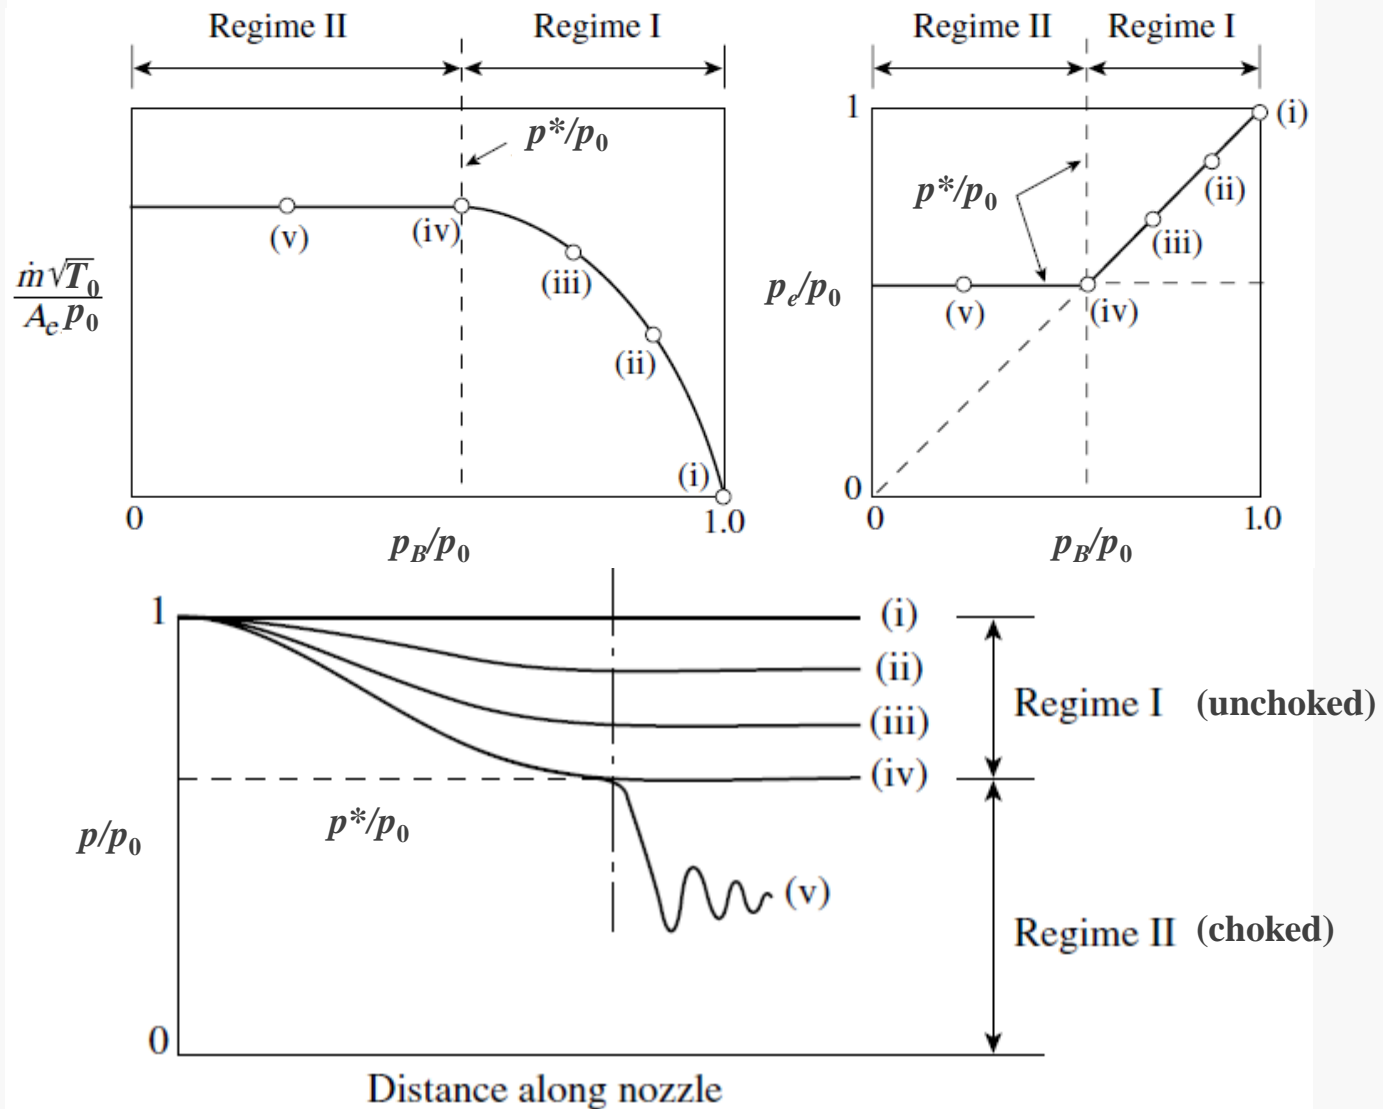 Regime II
Regime I
p*/p₀
(v)
(iv)
(iii)
(ii)
(i)
ṁ√T₀
Aₑ p₀
0
1.0
p_B/p₀
Regime II
Regime I
1
(i)
(ii)
(iii)
p*/p₀
pₑ/p₀
(v)
(iv)
0
0
1.0
p_B/p₀
1
(i)
(ii)
(iii)
(iv)
Regime I (unchoked)
p*/p₀
p/p₀
(v)
Regime II (choked)
0
Distance along nozzle